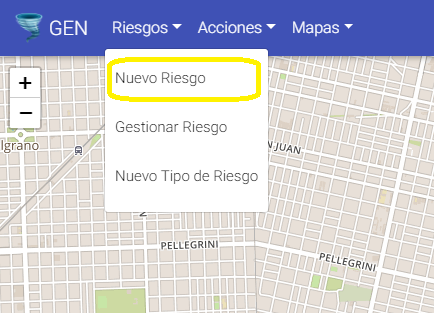 GEN Riesgos Acciones Mapas
+
Nuevo Riesgo
−
Gestionar Riesgo
lgrano
JUAN
Nuevo Tipo de Riesgo
PELLEGRINI
PELLEGRINI